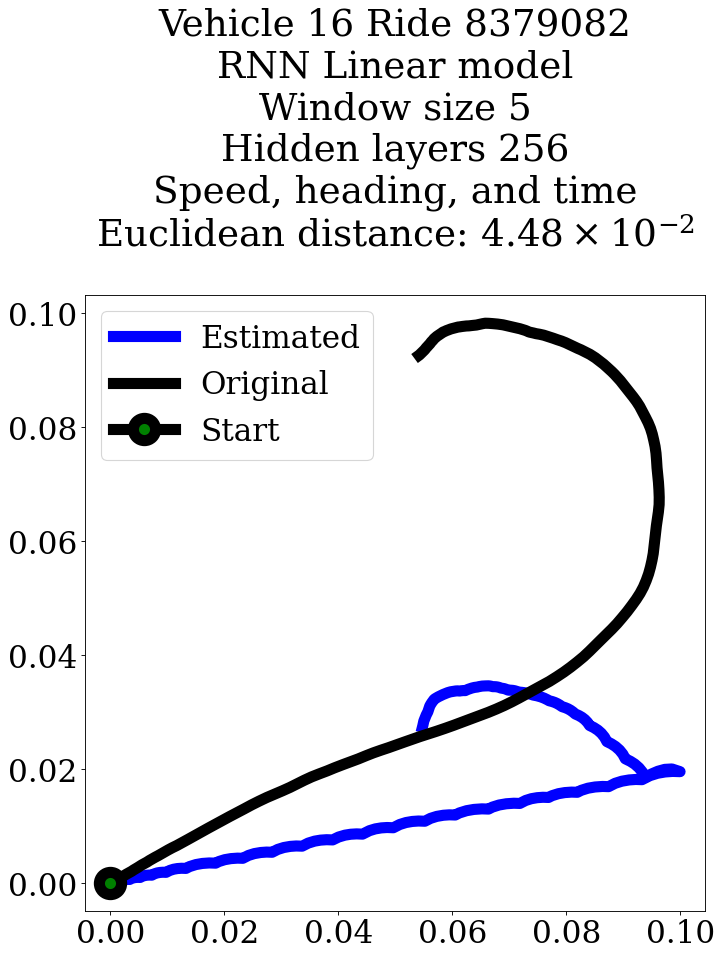 Vehicle 16 Ride 8379082
RNN Linear model
Window size 5
Hidden layers 256
Speed, heading, and time
Euclidean distance: 4.48 × 10⁻²
Estimated
Original
Start
0.10
0.08
0.06
0.04
0.02
0.00
0.00 0.02 0.04 0.06 0.08 0.10